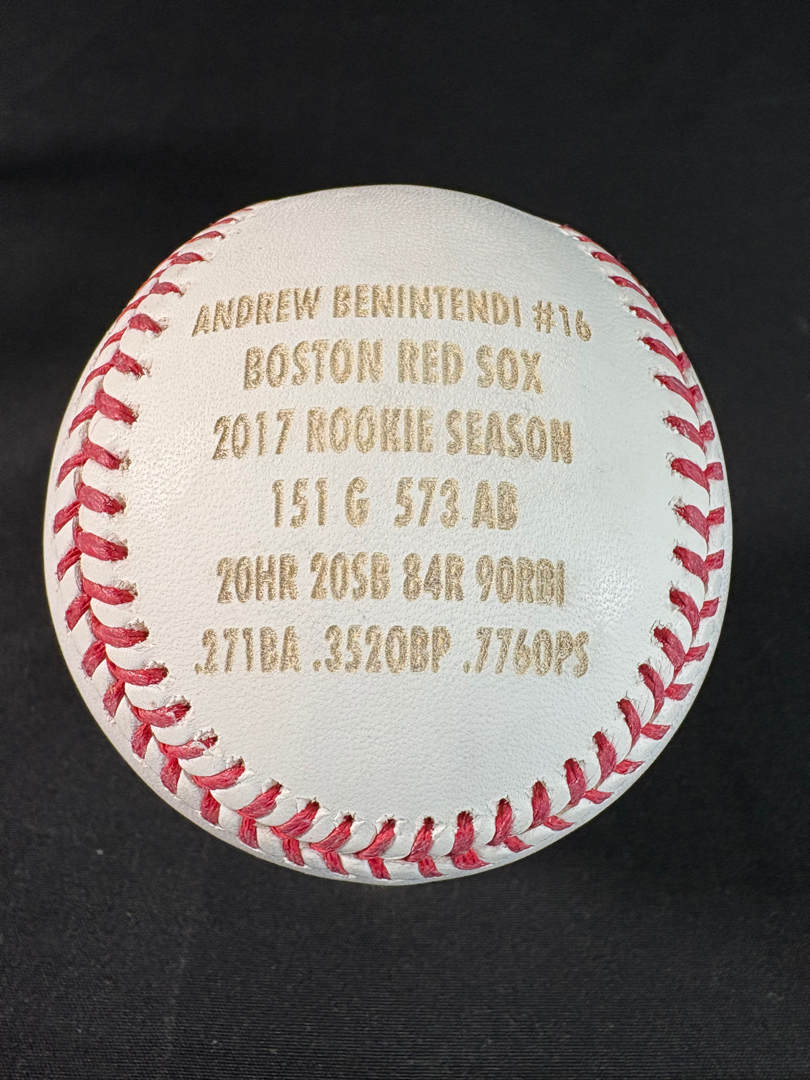 ANDREW BENINTENDI #16
BOSTON RED SOX
2017 ROOKIE SEASON
151 G 573 AB
20HR 20SB 84R 90RBI
.271BA .352OBP .776OPS